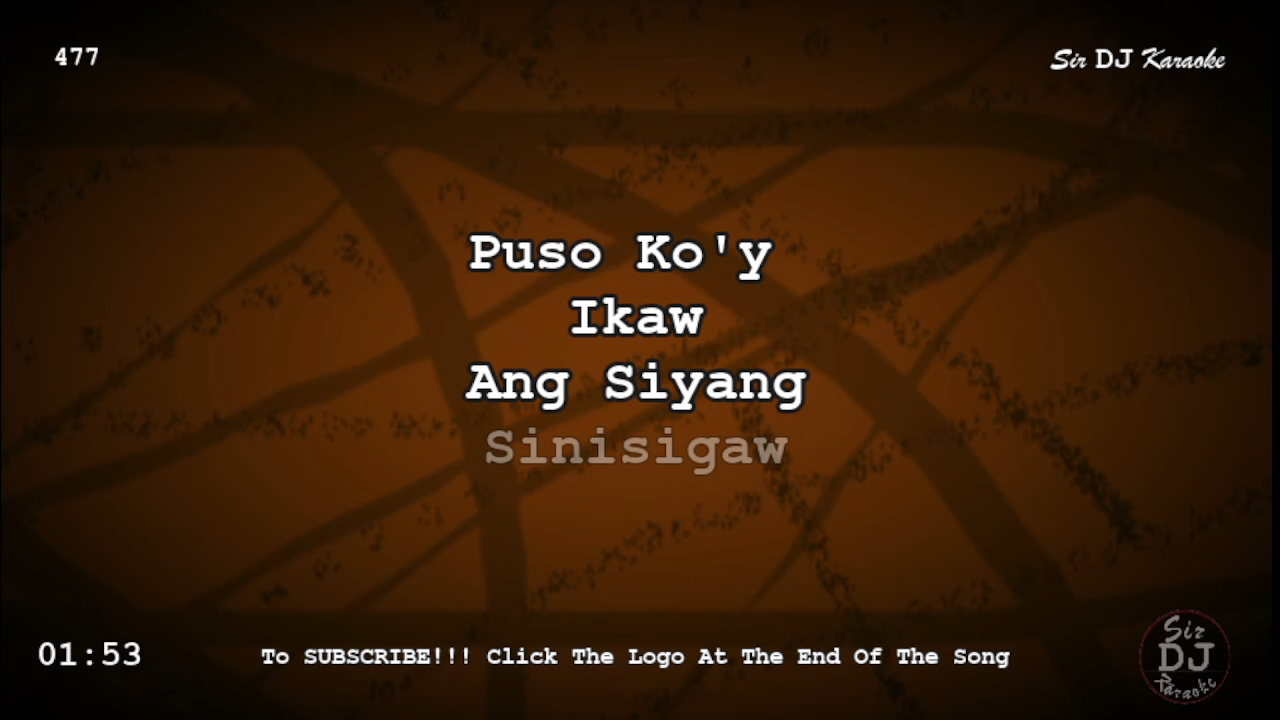 477
Sir DJ Karaoke
Puso Ko'y
Ikaw
Ang Siyang
Sinisigaw
01:53
To SUBSCRIBE!!! Click The Logo At The End Of The Song
Sir
DJ
Karaoke